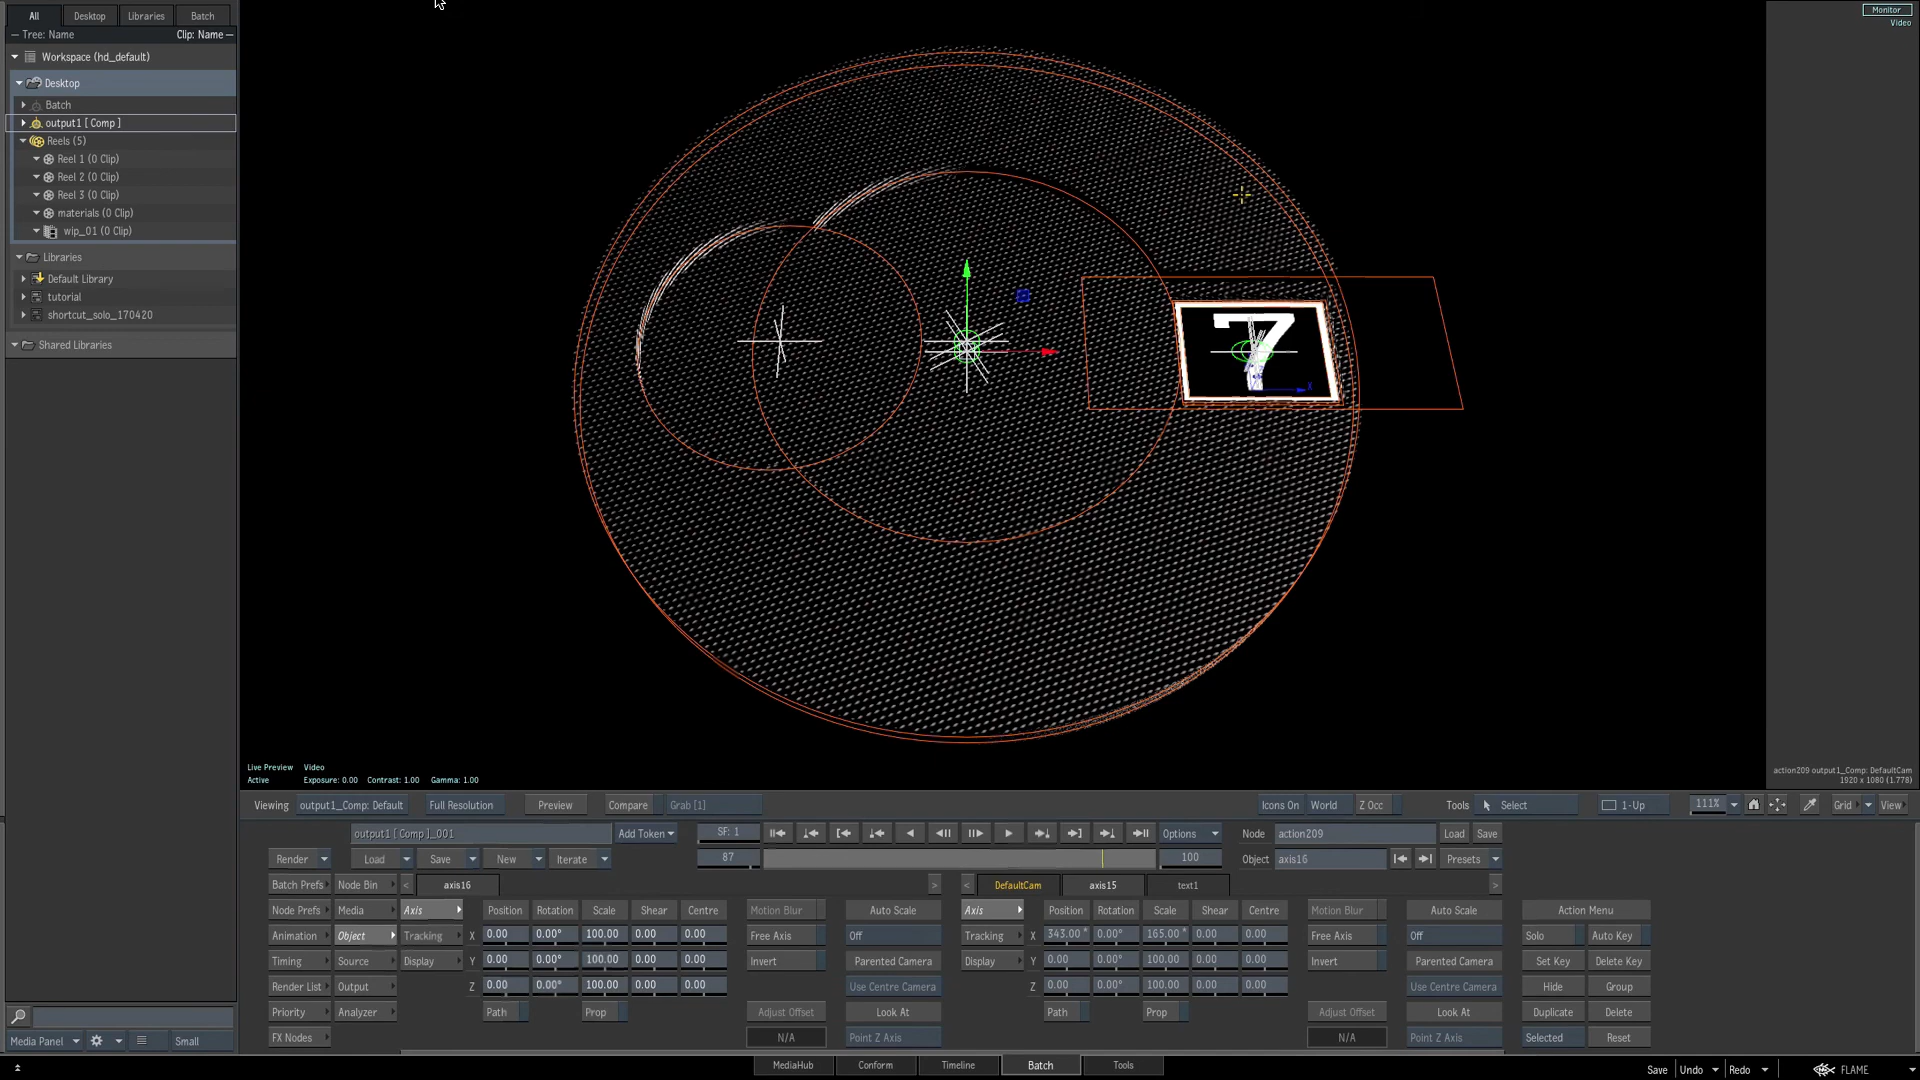 All Desktop Libraries Batch
Tree: Name Clip: Name
Workspace (hd_default)
Desktop
Batch
output1 [ Comp ]
Reels (5)
Reel 1 (0 Clip)
Reel 2 (0 Clip)
Reel 3 (0 Clip)
materials (0 Clip)
wip_01 (0 Clip)
Libraries
Default Library
tutorial
shortcut_solo_170420
Shared Libraries
Monitor
Video
7
X
Live Preview Video
Active Exposure: 0.00 Contrast: 1.00 Gamma: 1.00
action209 output1_Comp: DefaultCam
1920 x 1080 (1.778)
Viewing output1_Comp: Default Full Resolution Preview Compare Grab [1] Icons On World Z Occ Tools Select 1-Up 111% Grid View
output1 [ Comp ]_001 Add Token SF: 1 Options Node action209 Load Save
Render Load Save New Iterate 87 100 Object axis16 Presets
Batch Prefs Node Bin < axis16 > < DefaultCam axis15 text1 >
Node Prefs Media Axis Position Rotation Scale Shear Centre Motion Blur Auto Scale Axis Position Rotation Scale Shear Centre Motion Blur Auto Scale Action Menu
Animation Object Tracking X 0.00 0.00° 100.00 0.00 0.00 Free Axis Off Tracking X 343.00 * 0.00° 165.00 * 0.00 0.00 Free Axis Off Solo Auto Key
Timing Source Display Y 0.00 0.00° 100.00 0.00 0.00 Invert Parented Camera Display Y 0.00 0.00° 100.00 0.00 0.00 Invert Parented Camera Set Key Delete Key
Render List Output Z 0.00 0.00° 100.00 0.00 0.00 Use Centre Camera Z 0.00 0.00° 100.00 0.00 0.00 Use Centre Camera Hide Group
Priority Analyzer Path Prop Adjust Offset Look At Path Prop Adjust Offset Look At Duplicate Delete
FX Nodes N/A Point Z Axis N/A Point Z Axis Selected Reset
Media Panel Small
MediaHub Conform Timeline Batch Tools
Save Undo Redo FLAME